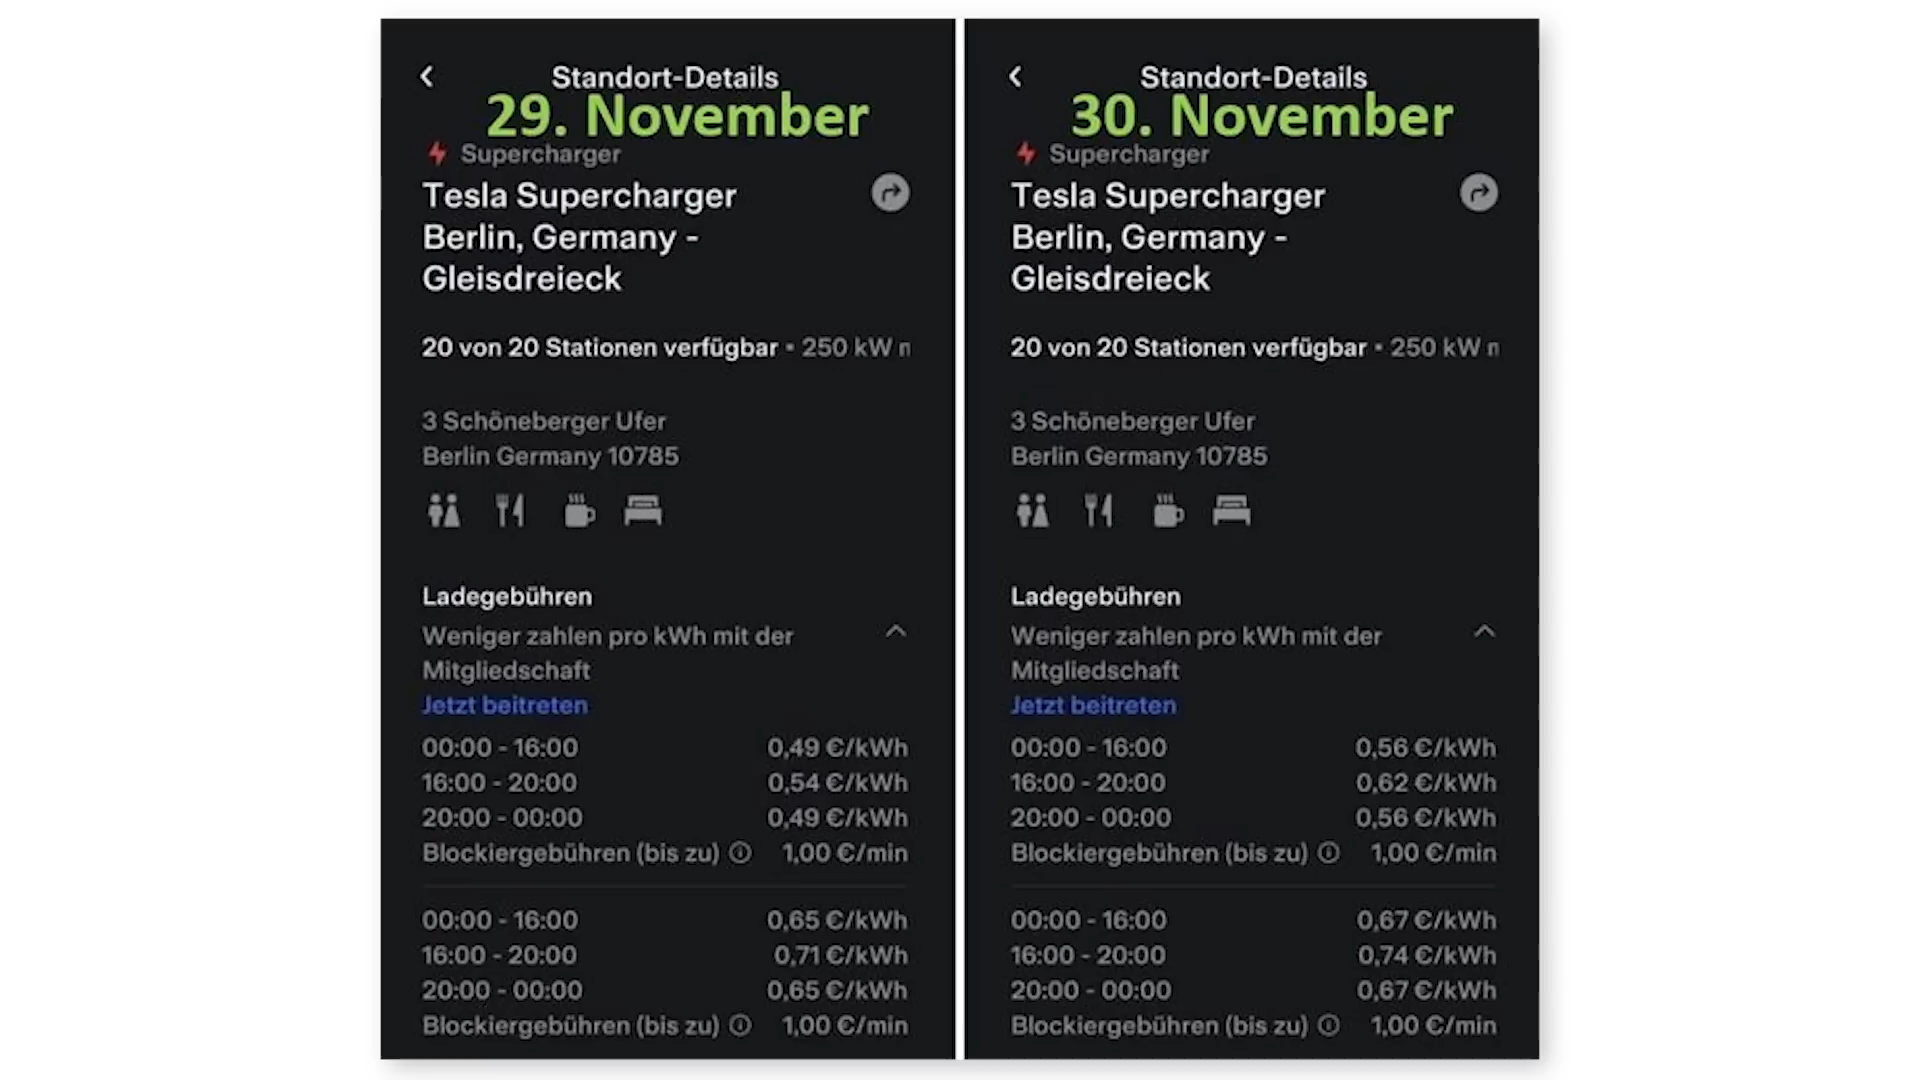 Standort-Details
29. November
Supercharger
Tesla Supercharger
Berlin, Germany -
Gleisdreieck
20 von 20 Stationen verfügbar • 250 kW
3 Schöneberger Ufer
Berlin Germany 10785
Ladegebühren
Weniger zahlen pro kWh mit der
Mitgliedschaft
Jetzt beitreten
00:00 - 16:00 0,49 €/kWh
16:00 - 20:00 0,54 €/kWh
20:00 - 00:00 0,49 €/kWh
Blockiergebühren (bis zu) 1,00 €/min
00:00 - 16:00 0,65 €/kWh
16:00 - 20:00 0,71 €/kWh
20:00 - 00:00 0,65 €/kWh
Blockiergebühren (bis zu) 1,00 €/min
Standort-Details
30. November
Supercharger
Tesla Supercharger
Berlin, Germany -
Gleisdreieck
20 von 20 Stationen verfügbar • 250 kW
3 Schöneberger Ufer
Berlin Germany 10785
Ladegebühren
Weniger zahlen pro kWh mit der
Mitgliedschaft
Jetzt beitreten
00:00 - 16:00 0,56 €/kWh
16:00 - 20:00 0,62 €/kWh
20:00 - 00:00 0,56 €/kWh
Blockiergebühren (bis zu) 1,00 €/min
00:00 - 16:00 0,67 €/kWh
16:00 - 20:00 0,74 €/kWh
20:00 - 00:00 0,67 €/kWh
Blockiergebühren (bis zu) 1,00 €/min